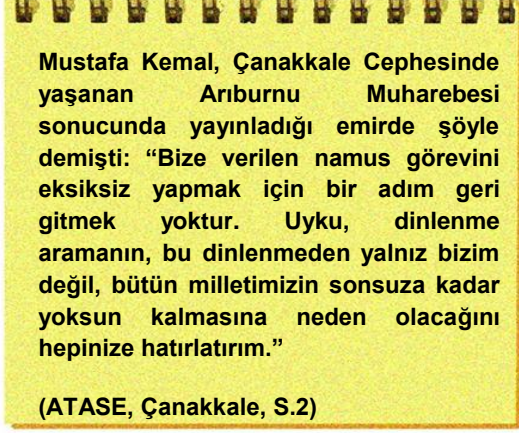 Mustafa Kemal, Çanakkale Cephesinde
yaşanan Arıburnu Muharebesi
sonucunda yayınladığı emirde şöyle
demişti: “Bize verilen namus görevini
eksiksiz yapmak için bir adım geri
gitmek yoktur. Uyku, dinlenme
aramanın, bu dinlenmeden yalnız bizim
değil, bütün milletimizin sonsuza kadar
yoksun kalmasına neden olacağını
hepinize hatırlatırım.”
(ATASE, Çanakkale, S.2)